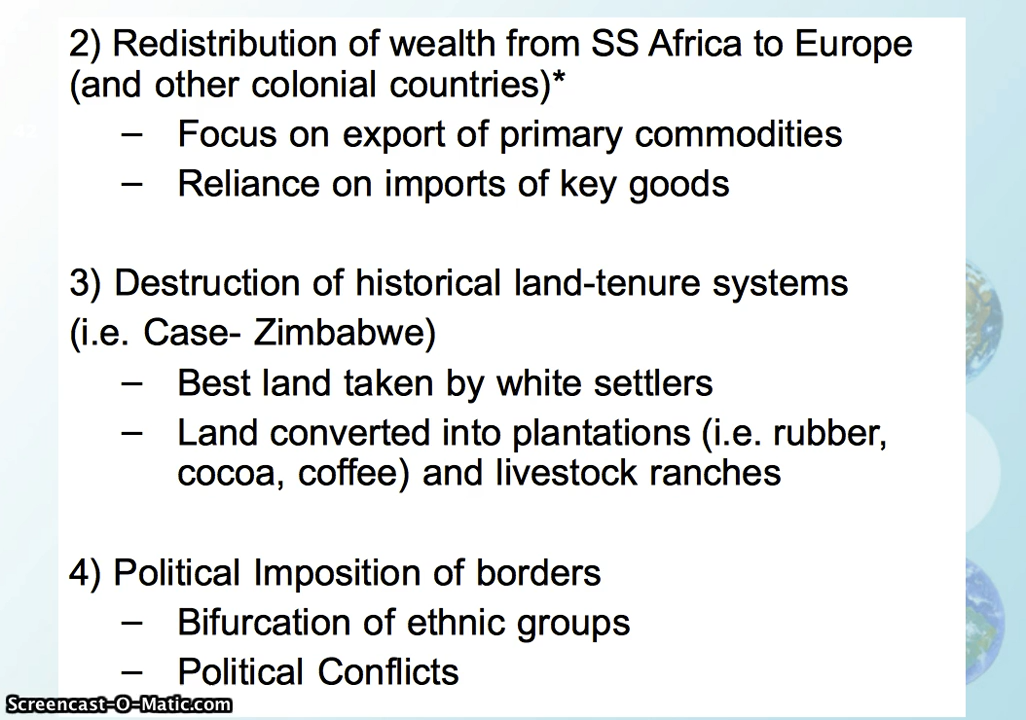 2) Redistribution of wealth from SS Africa to Europe
(and other colonial countries)*
– Focus on export of primary commodities
– Reliance on imports of key goods
3) Destruction of historical land-tenure systems
(i.e. Case- Zimbabwe)
– Best land taken by white settlers
– Land converted into plantations (i.e. rubber,
cocoa, coffee) and livestock ranches
4) Political Imposition of borders
– Bifurcation of ethnic groups
– Political Conflicts
Screencast-O-Matic.com